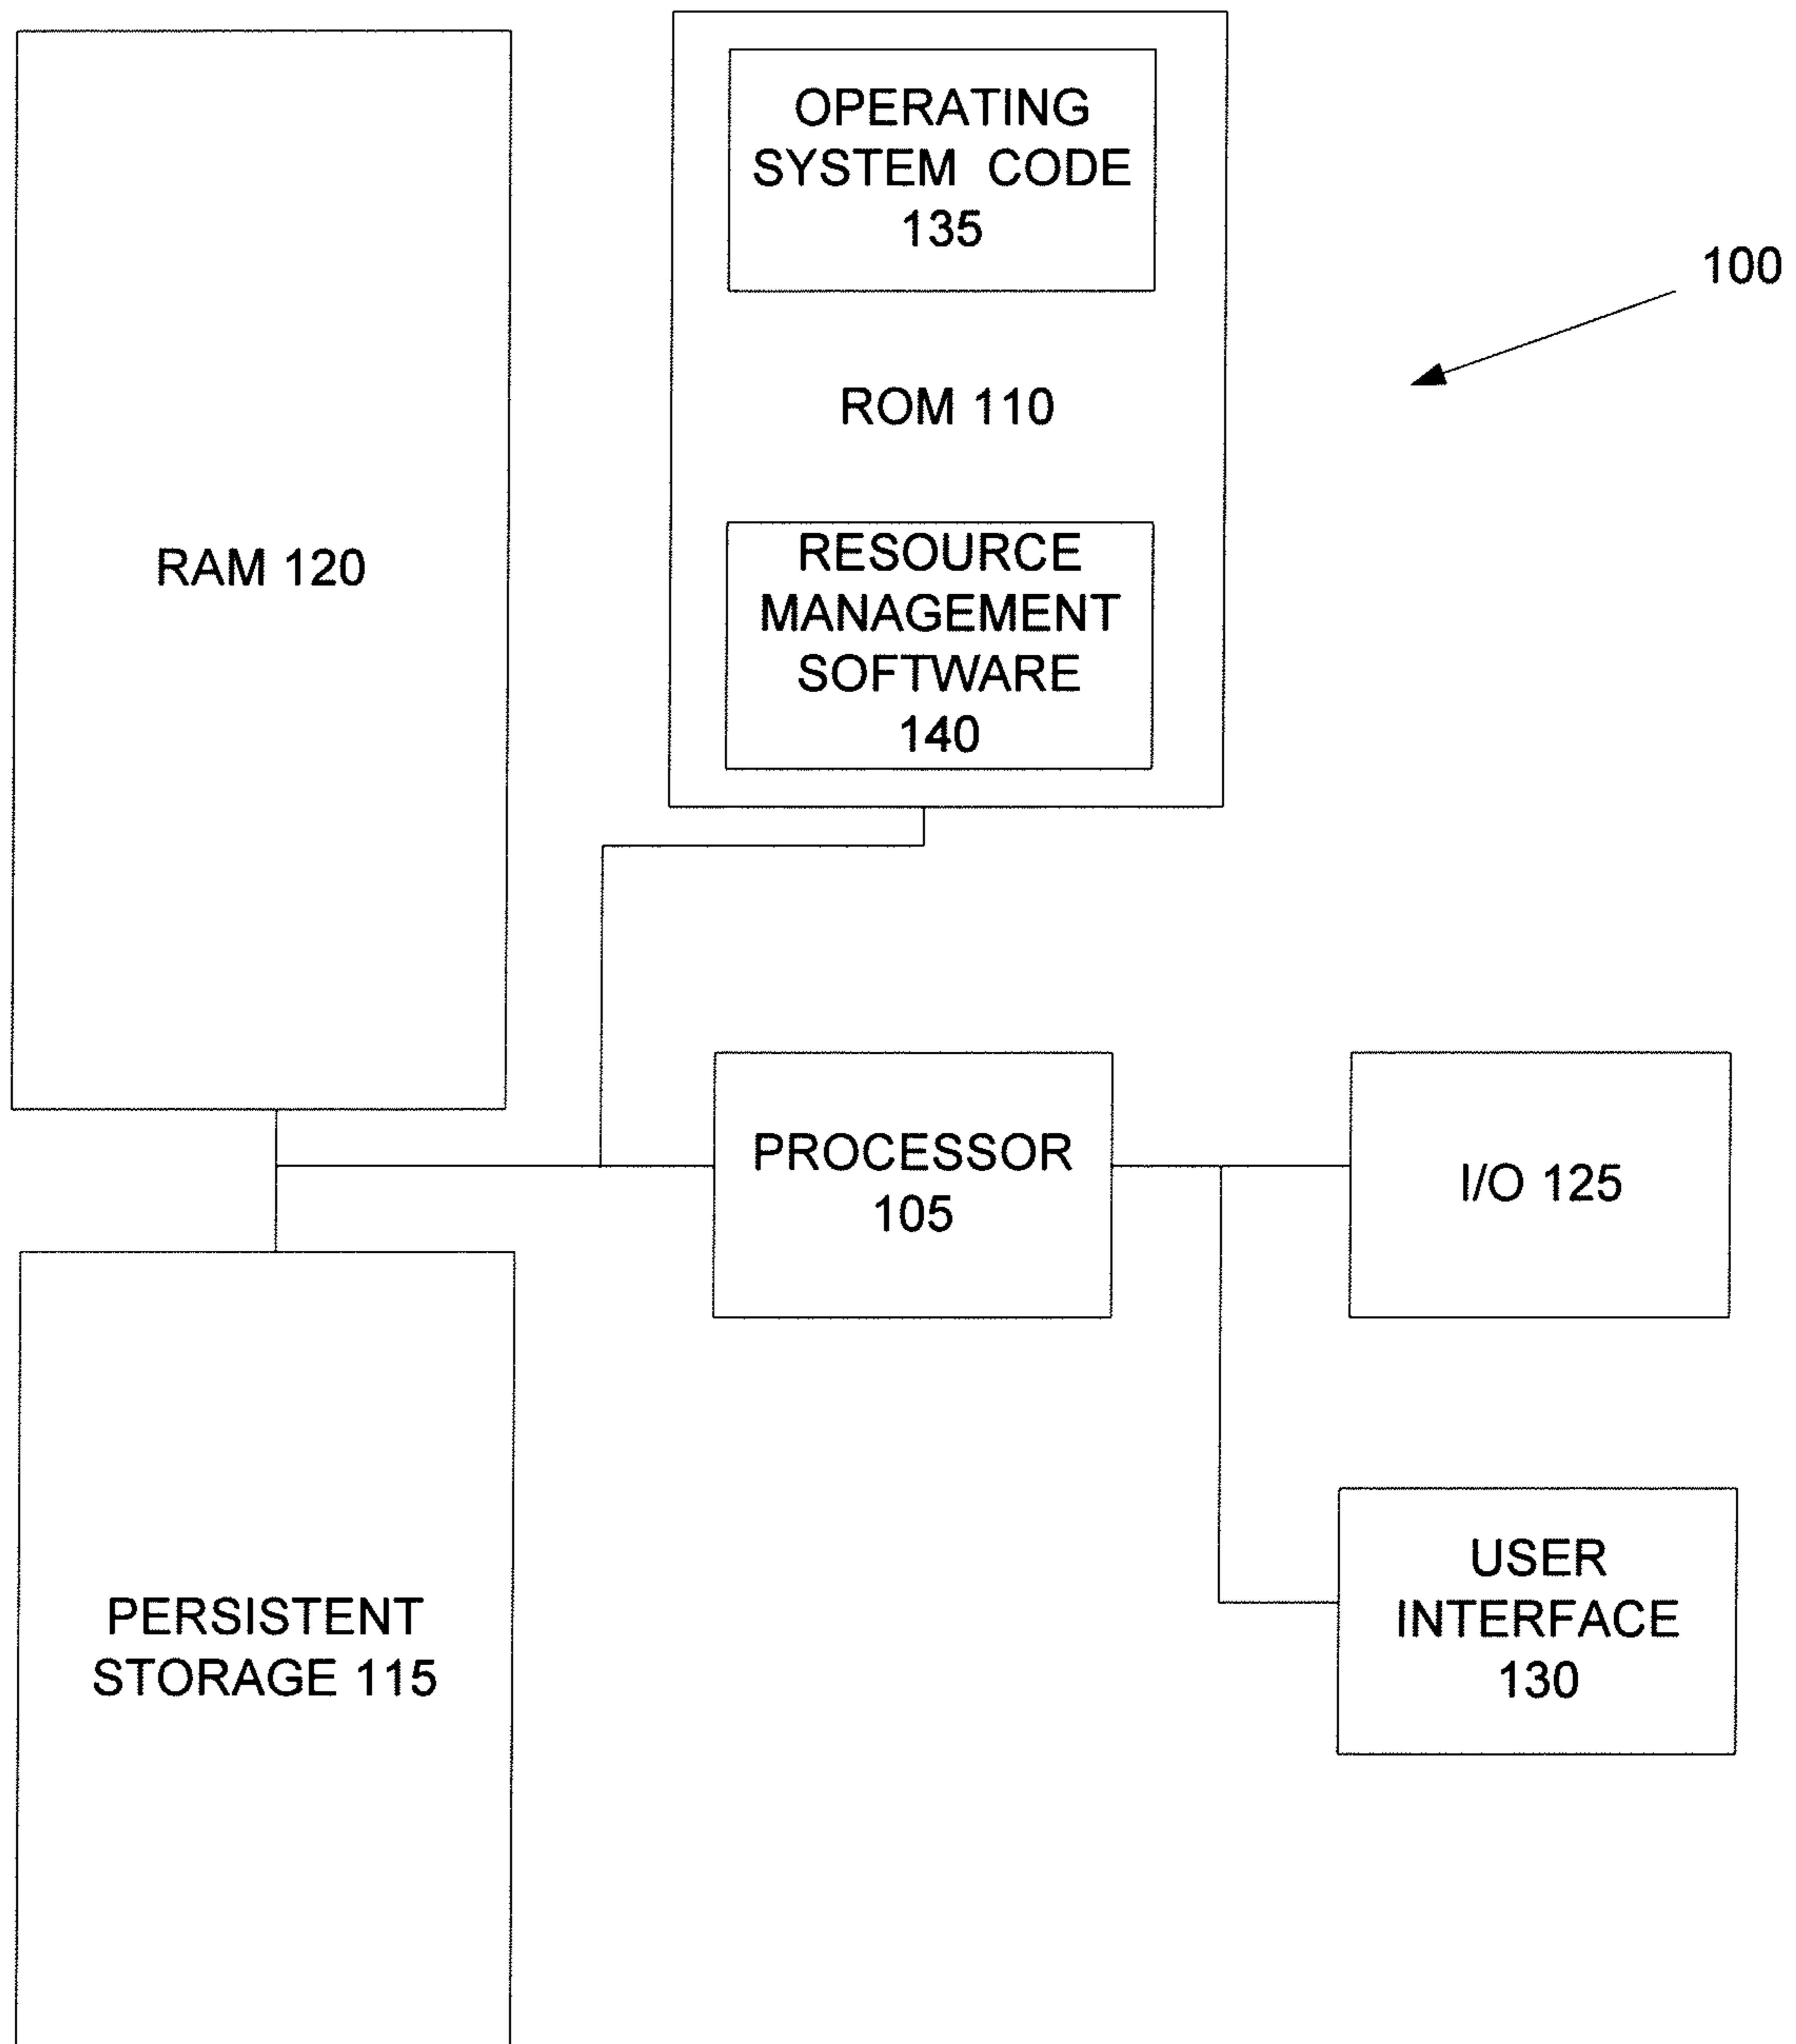 OPERATING
SYSTEM CODE
135
100
ROM 110
RAM 120
RESOURCE
MANAGEMENT
SOFTWARE
140
PROCESSOR
105
I/O 125
PERSISTENT
STORAGE 115
USER
INTERFACE
130